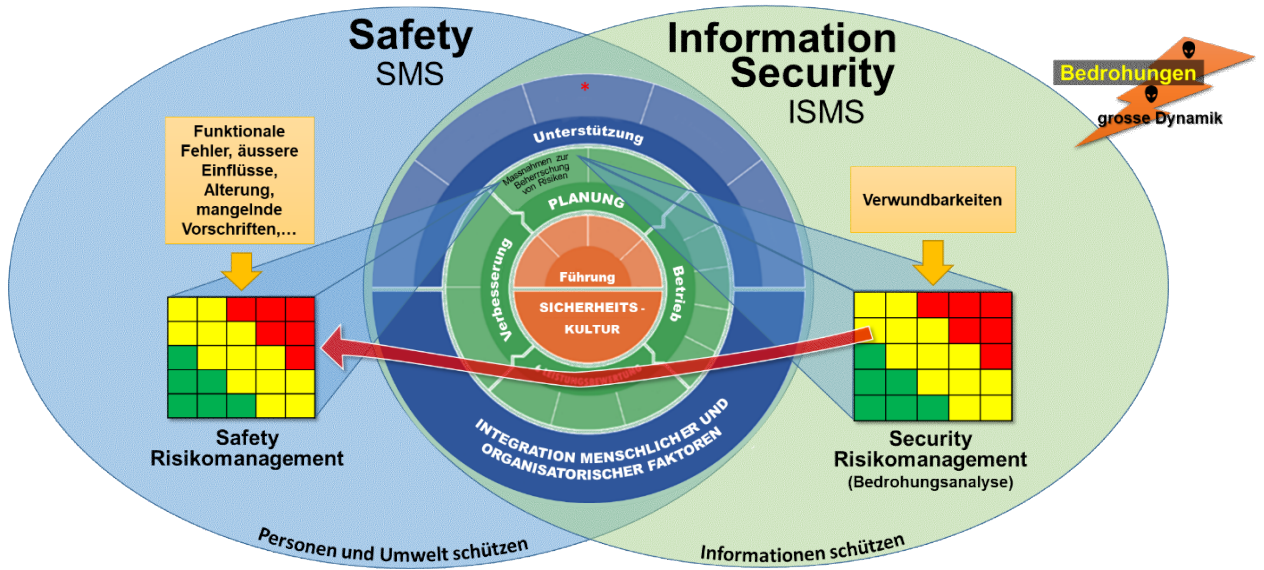 Safety
SMS
Information
Security
ISMS
Bedrohungen
grosse Dynamik
Funktionale
Fehler, äussere
Einflüsse,
Alterung,
mangelnde
Vorschriften,…
Verwundbarkeiten
*
Unterstützung
Massnahmen zur
Beherrschung
von Risiken
PLANUNG
Verbesserung
Betrieb
Führung
SICHERHEITS-
KULTUR
LEISTUNGSBEWERTUNG
INTEGRATION MENSCHLICHER UND
ORGANISATORISCHER FAKTOREN
Safety
Risikomanagement
Security
Risikomanagement
(Bedrohungsanalyse)
Personen und Umwelt schützen
Informationen schützen